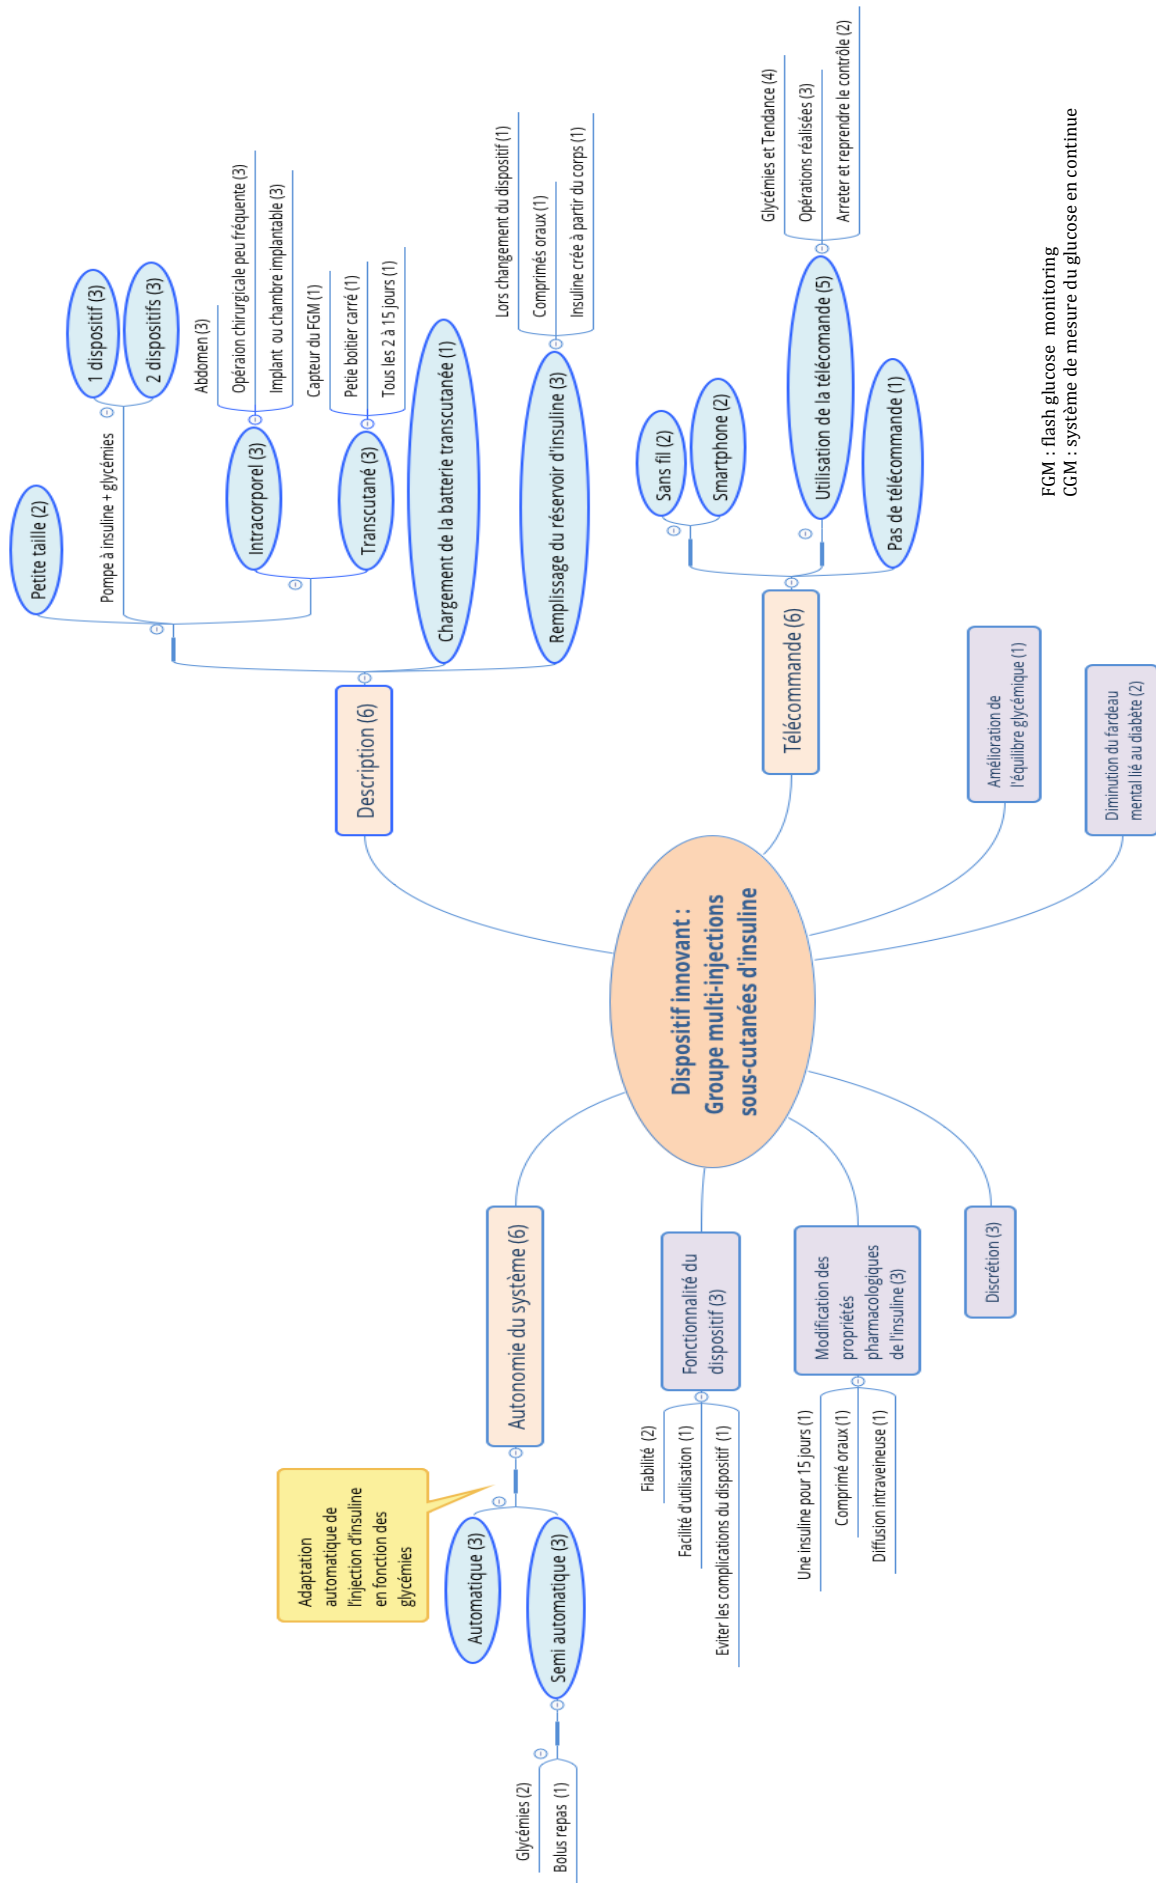 Dispositif innovant :
Groupe multi-injections
sous-cutanées d'insuline
Description (6)
Petite taille (2)
Pompe à insuline + glycémies
1 dispositif (3)
2 dispositifs (3)
Intracorporel (3)
Abdomen (3)
Opéraion chirurgicale peu fréquente (3)
Implant ou chambre implantable (3)
Transcutané (3)
Capteur du FGM (1)
Petie boitier carré (1)
Tous les 2 à 15 jours (1)
Chargement de la batterie transcutanée (1)
Remplissage du réservoir d'insuline (3)
Lors changement du dispositif (1)
Comprimés oraux (1)
Insuline crée à partir du corps (1)
Télécommande (6)
Sans fil (2)
Smartphone (2)
Utilisation de la télécomande (5)
Glycémies et Tendance (4)
Opérations réalisées (3)
Arreter et reprendre le contrôle (2)
Pas de télécommande (1)
Amélioration de
l'équilibre glycémique (1)
Diminution du fardeau
mental lié au diabète (2)
Autonomie du système (6)
Adaptation
automatique de
l'injection d'insuline
en fonction des
glycémies
Automatique (3)
Semi automatique (3)
Glycémies (2)
Bolus repas (1)
Fonctionnalité du
dispositif (3)
Fiabilité (2)
Facilité d'utilisation (1)
Eviter les complications du dispositif (1)
Modification des
propriétés
pharmacologiques
de l'insuline (3)
Une insuline pour 15 jours (1)
Comprimé oraux (1)
Diffusion intraveineuse (1)
Discrétion (3)
FGM : flash glucose monitoring
CGM : système de mesure du glucose en continue